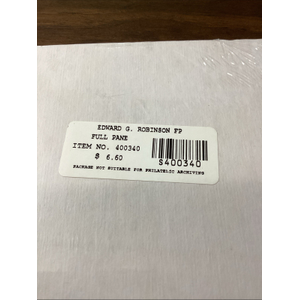 EDWARD G. ROBINSON FP
FULL PANE
ITEM NO. 400340
$ 6.60
S400340
PACKAGE NOT SUITABLE FOR PHILATELIC ARCHIVING